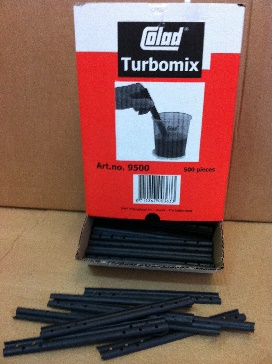 Colad®
Turbomix
Art.no. 9500
500 pieces